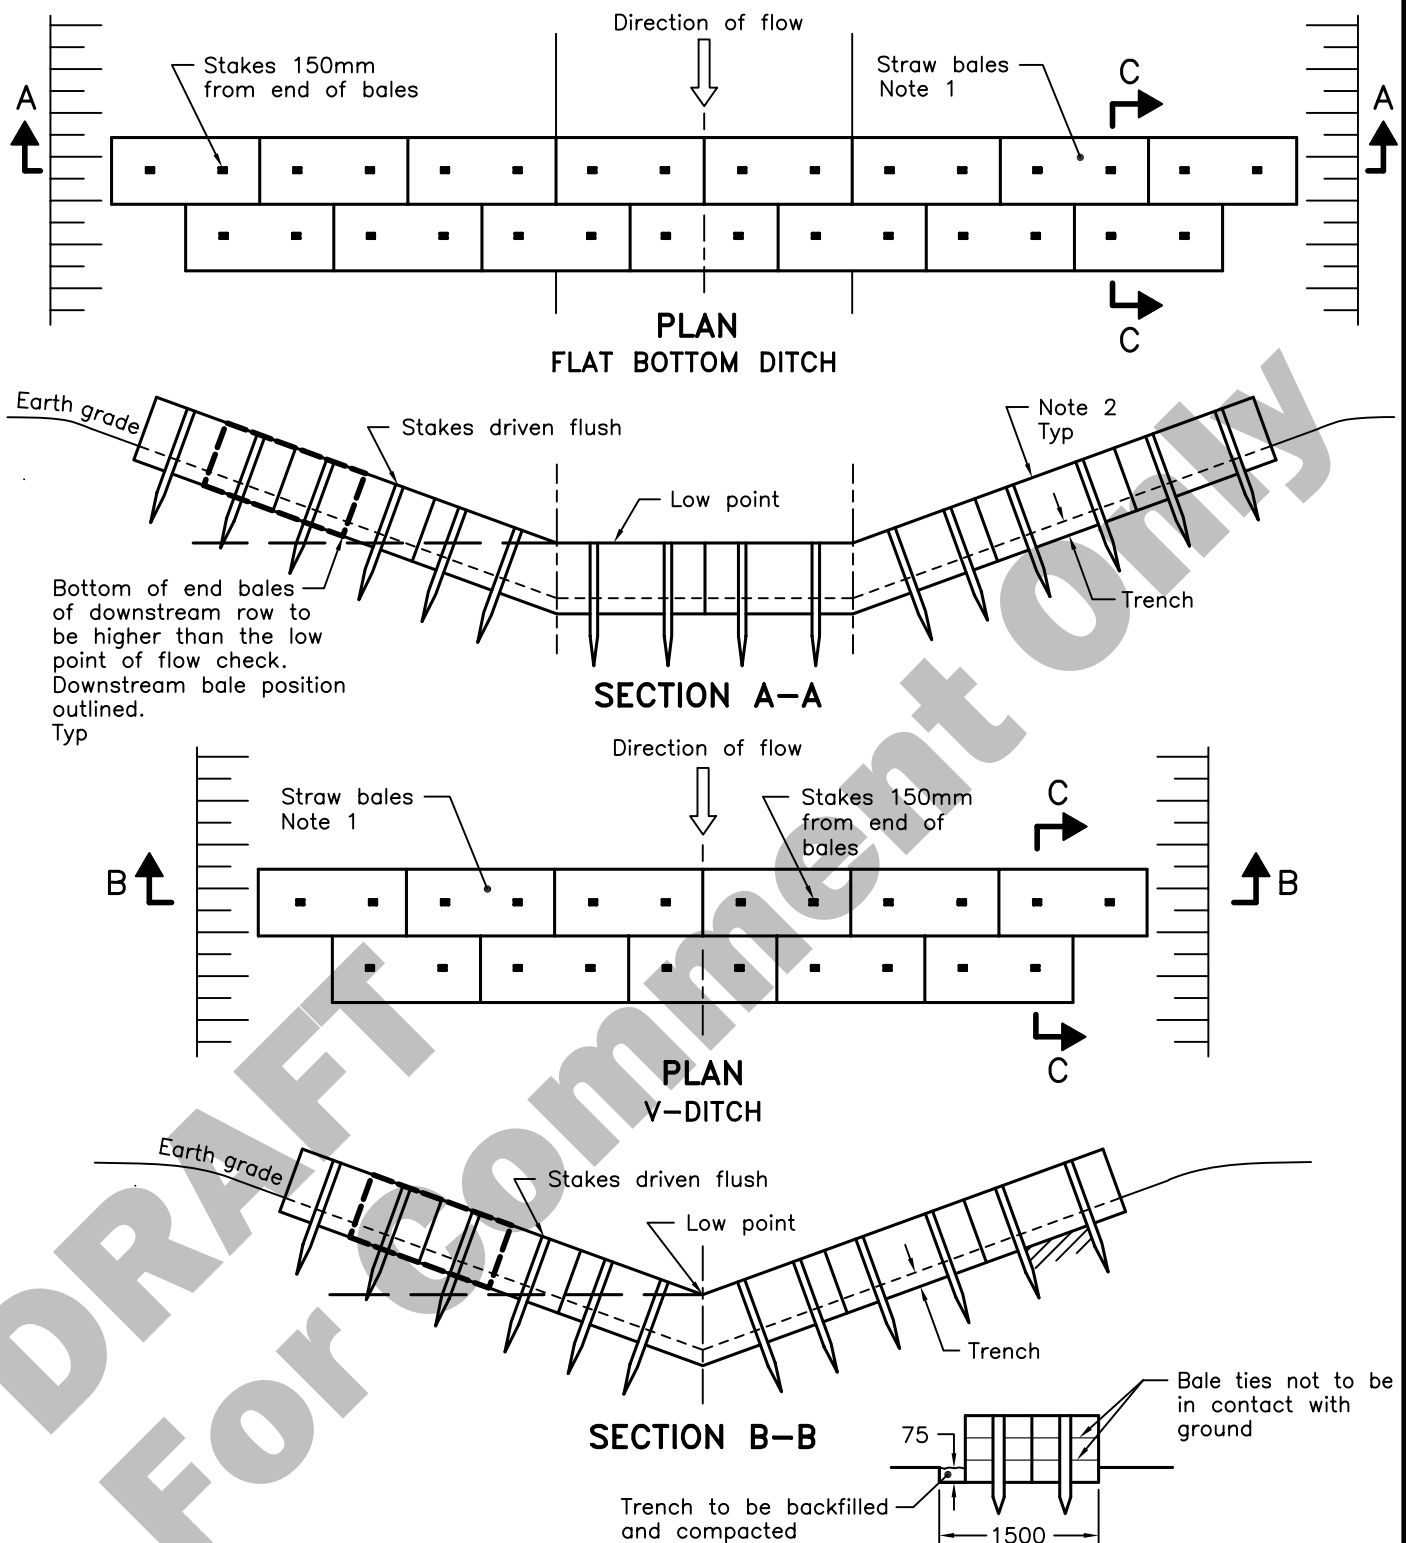 Direction of flow
Stakes 150mm
from end of bales
Straw bales
Note 1
C
A
A
C
PLAN
FLAT BOTTOM DITCH
Earth grade
Stakes driven flush
Note 2
Typ
Low point
Bottom of end bales
of downstream row to
be higher than the low
point of flow check.
Downstream bale position
outlined.
Typ
Trench
SECTION A-A
Direction of flow
Straw bales
Note 1
Stakes 150mm
from end of
bales
C
B
B
C
PLAN
V-DITCH
Earth grade
Stakes driven flush
Low point
Trench
SECTION B-B
Bale ties not to be
in contact with
ground
75
Trench to be backfilled
and compacted
1500
DRAFT
For Comment Only